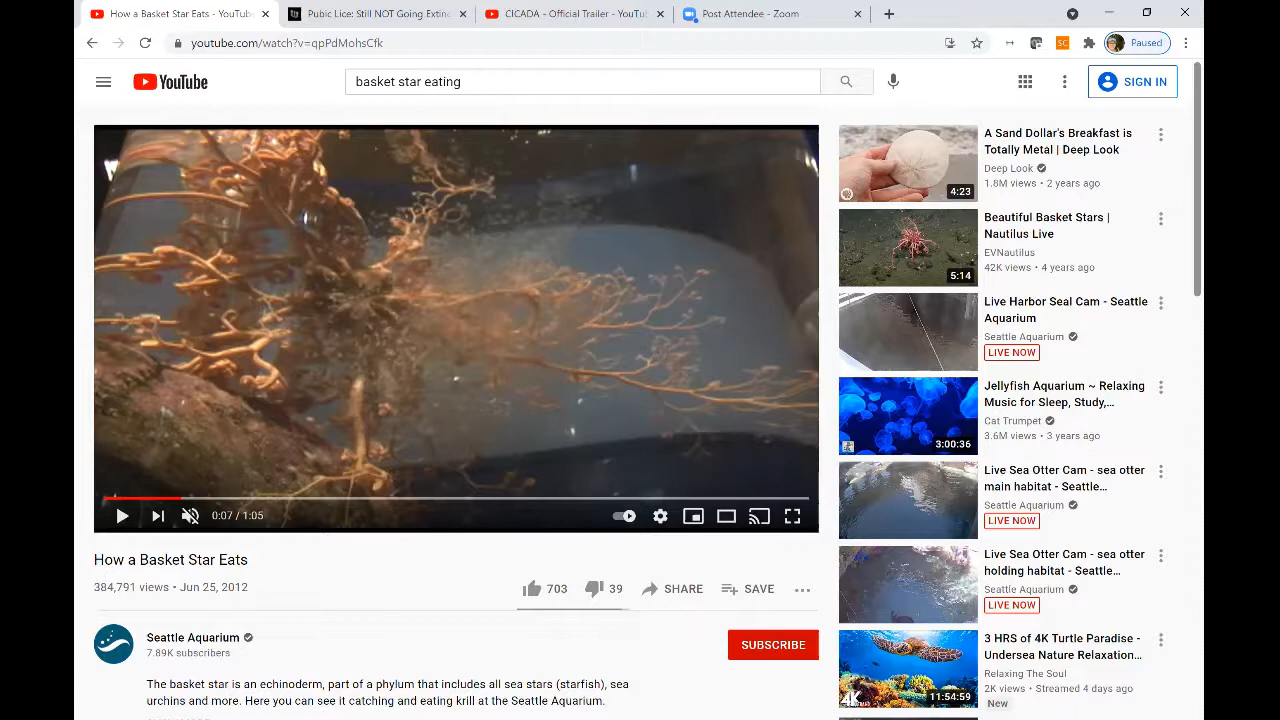 How a Basket Star Eats - YouTube
Pubic Lice: Still NOT Going Extinc
- Official Trailer - YouTub
Post Attendee - Zoom
youtube.com/watch?v=qpPdMohzCfk
SC
Paused
YouTube
basket star eating
SIGN IN
0:07 / 1:05
How a Basket Star Eats
384,791 views • Jun 25, 2012
703
39
SHARE
SAVE
Seattle Aquarium
7.89K subscribers
SUBSCRIBE
The basket star is an echinoderm, part of a phylum that includes all sea stars (starfish), sea
urchins and more. Here you can see it catching and eating krill at the Seattle Aquarium.
4:23
A Sand Dollar's Breakfast is
Totally Metal | Deep Look
Deep Look
1.8M views • 2 years ago
5:14
Beautiful Basket Stars |
Nautilus Live
EVNautilus
42K views • 4 years ago
Live Harbor Seal Cam - Seattle
Aquarium
Seattle Aquarium
LIVE NOW
3:00:36
Jellyfish Aquarium ~ Relaxing
Music for Sleep, Study,...
Cat Trumpet
3.6M views • 3 years ago
Live Sea Otter Cam - sea otter
main habitat - Seattle...
Seattle Aquarium
LIVE NOW
Live Sea Otter Cam - sea otter
holding habitat - Seattle...
Seattle Aquarium
LIVE NOW
4K
11:54:59
3 HRS of 4K Turtle Paradise -
Undersea Nature Relaxation...
Relaxing The Soul
2K views • Streamed 4 days ago
New